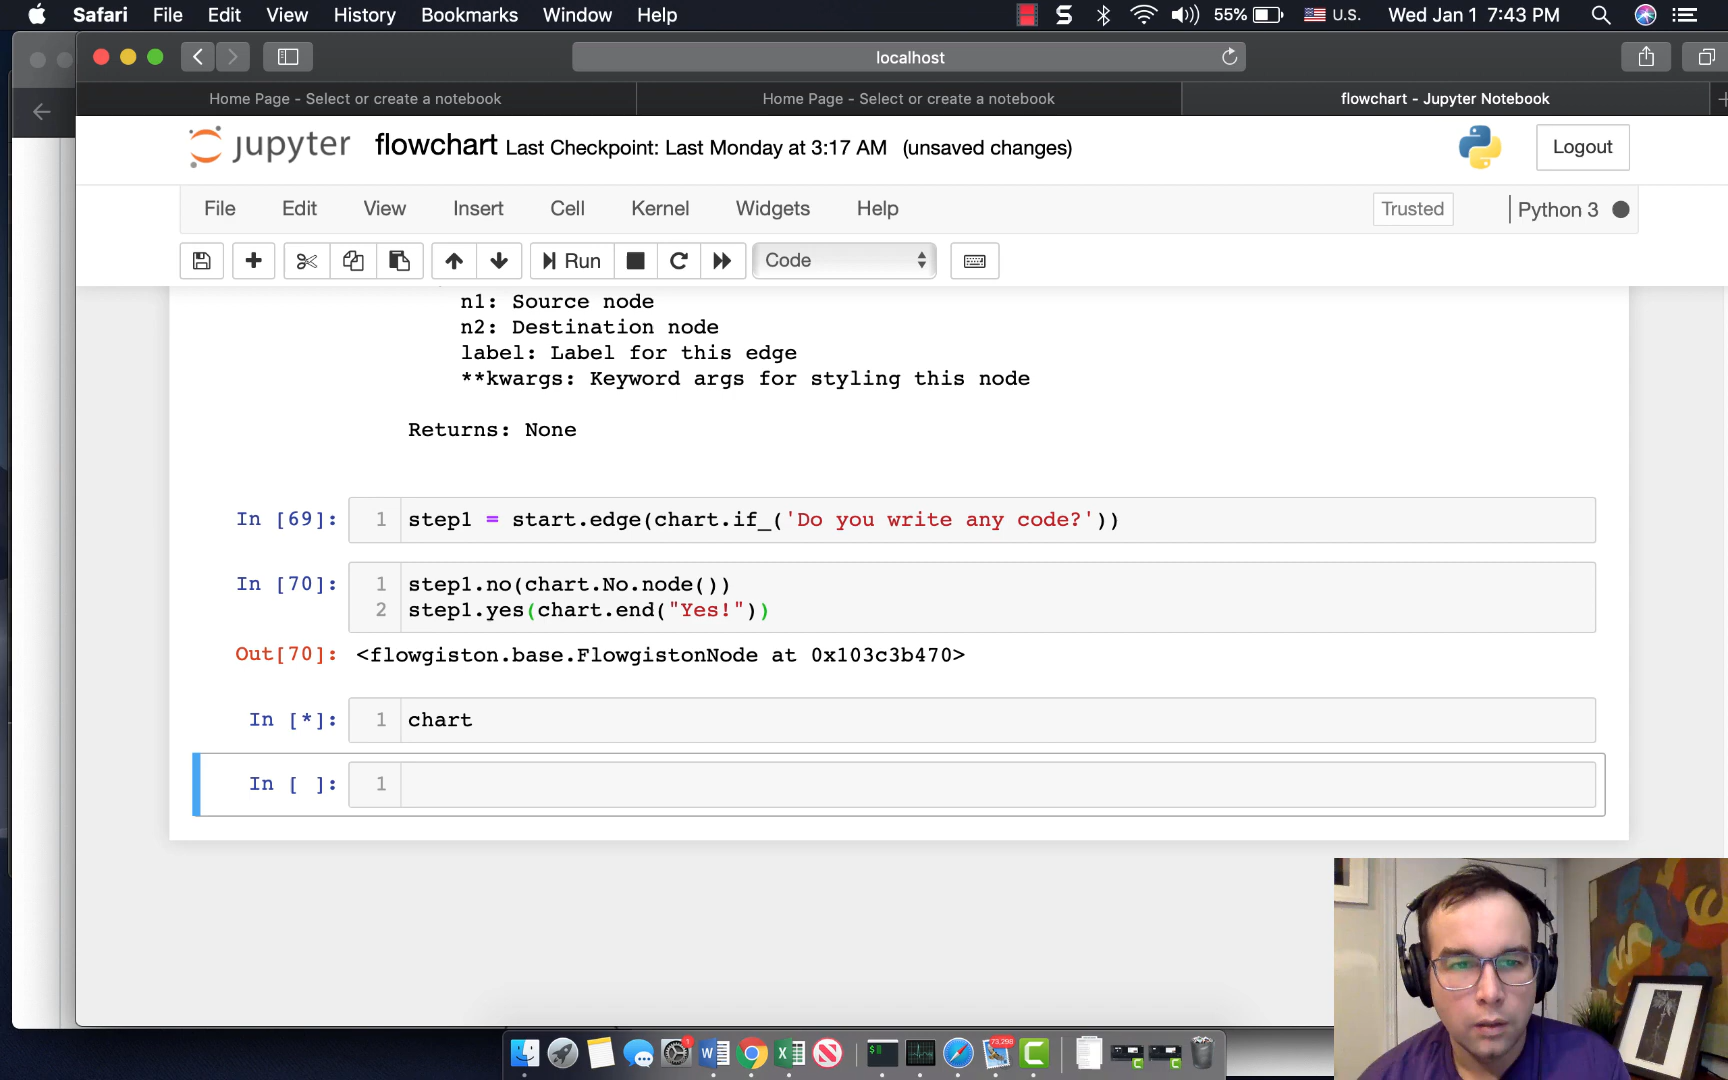 Safari File Edit View History Bookmarks Window Help 55% U.S. Wed Jan 1 7:43 PM
localhost
Home Page - Select or create a notebook Home Page - Select or create a notebook flowchart - Jupyter Notebook
jupyter flowchart Last Checkpoint: Last Monday at 3:17 AM (unsaved changes) Logout
File Edit View Insert Cell Kernel Widgets Help Trusted Python 3
Run Code
n1: Source node
n2: Destination node
label: Label for this edge
**kwargs: Keyword args for styling this node
Returns: None
In [69]: 1 step1 = start.edge(chart.if_('Do you write any code?'))
In [70]: 1 step1.no(chart.No.node())
2 step1.yes(chart.end("Yes!"))
Out[70]: <flowgiston.base.FlowgistonNode at 0x103c3b470>
In [*]: 1 chart
In [ ]: 1
1 W X $ 73,298 C